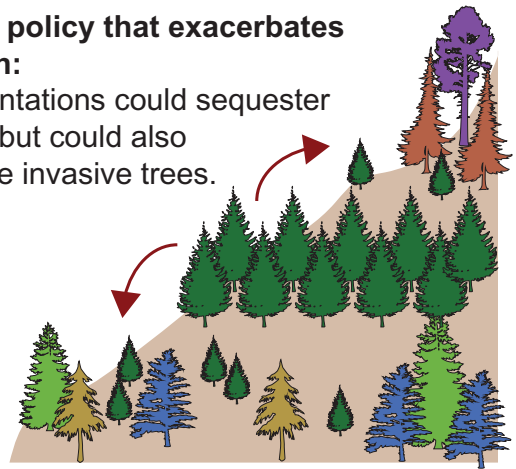 policy that exacerbates
n:
ntations could sequester
but could also
e invasive trees.